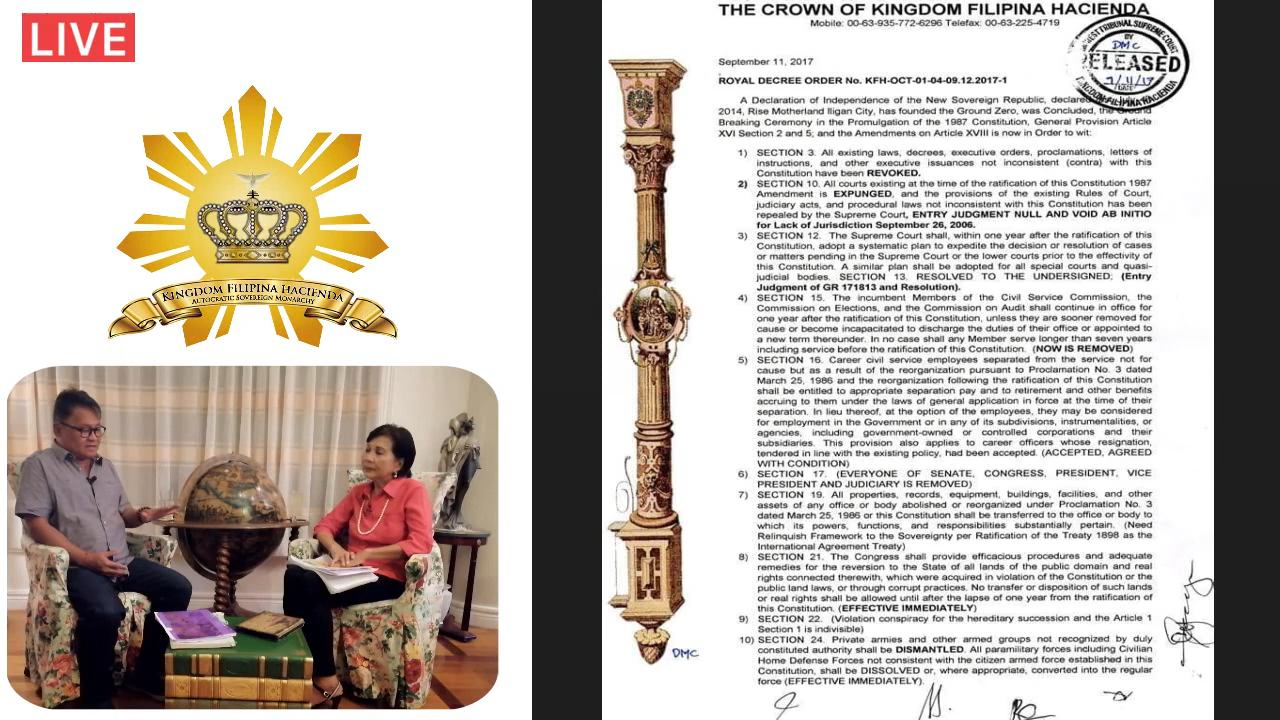 LIVE
KINGDOM FILIPINA HACIENDA
AUTOCRATIC SOVEREIGN MONARCHY
THE CROWN OF KINGDOM FILIPINA HACIENDA
Mobile: 00-63-935-772-6296 Telefax: 00-63-225-4719
BY
DMC
RELEASED
DATE
KINGDOM FILIPINA HACIENDA
September 11, 2017
ROYAL DECREE ORDER No. KFH-OCT-01-04-09.12.2017-1
A Declaration of Independence of the New Sovereign Republic, declared
2014, Rise Motherland Iligan City, has founded the Ground Zero, was Concluded, the Ground
Breaking Ceremony in the Promulgation of the 1987 Constitution, General Provision Article
XVI Section 2 and 5; and the Amendments on Article XVIII is now in Order to wit:
1) SECTION 3. All existing laws, decrees, executive orders, proclamations, letters of
instructions, and other executive issuances not inconsistent (contra) with this
Constitution have been REVOKED.
2) SECTION 10. All courts existing at the time of the ratification of this Constitution 1987
Amendment is EXPUNGED, and the provisions of the existing Rules of Court,
judiciary acts, and procedural laws not inconsistent with this Constitution has been
repealed by the Supreme Court, ENTRY JUDGMENT NULL AND VOID AB INITIO
for Lack of Jurisdiction September 26, 2006.
3) SECTION 12. The Supreme Court shall, within one year after the ratification of this
Constitution, adopt a systematic plan to expedite the decision or resolution of cases
or matters pending in the Supreme Court or the lower courts prior to the effectivity of
this Constitution. A similar plan shall be adopted for all special courts and quasi-
judicial bodies. SECTION 13. RESOLVED TO THE UNDERSIGNED; (Entry
Judgment of GR 171813 and Resolution).
4) SECTION 15. The incumbent Members of the Civil Service Commission, the
Commission on Elections, and the Commission on Audit shall continue in office for
one year after the ratification of this Constitution, unless they are sooner removed for
cause or become incapacitated to discharge the duties of their office or appointed to
a new term thereunder. In no case shall any Member serve longer than seven years
including service before the ratification of this Constitution. (NOW IS REMOVED)
5) SECTION 16. Career civil service employees separated from the service not for
cause but as a result of the reorganization pursuant to Proclamation No. 3 dated
March 25, 1986 and the reorganization following the ratification of this Constitution
shall be entitled to appropriate separation pay and to retirement and other benefits
accruing to them under the laws of general application in force at the time of their
separation. In lieu thereof, at the option of the employees, they may be considered
for employment in the Government or in any of its subdivisions, instrumentalities, or
agencies, including government-owned or controlled corporations and their
subsidiaries. This provision also applies to career officers whose resignation,
tendered in line with the existing policy, had been accepted. (ACCEPTED, AGREED
WITH CONDITION)
6) SECTION 17. (EVERYONE OF SENATE, CONGRESS, PRESIDENT, VICE
PRESIDENT AND JUDICIARY IS REMOVED)
7) SECTION 19. All properties, records, equipment, buildings, facilities, and other
assets of any office or body abolished or reorganized under Proclamation No. 3
dated March 25, 1986 or this Constitution shall be transferred to the office or body to
which its powers, functions, and responsibilities substantially pertain. (Need
Relinquish Framework to the Sovereignty per Ratification of the Treaty 1898 as the
International Agreement Treaty)
8) SECTION 21. The Congress shall provide efficacious procedures and adequate
remedies for the reversion to the State of all lands of the public domain and real
rights connected therewith, which were acquired in violation of the Constitution or the
public land laws, or through corrupt practices. No transfer or disposition of such lands
or real rights shall be allowed until after the lapse of one year from the ratification of
this Constitution. (EFFECTIVE IMMEDIATELY)
9) SECTION 22. (Violation conspiracy for the hereditary succession and the Article 1
Section 1 is indivisible)
10) SECTION 24. Private armies and other armed groups not recognized by duly
constituted authority shall be DISMANTLED. All paramilitary forces including Civilian
Home Defense Forces not consistent with the citizen armed force established in this
Constitution, shall be DISSOLVED or, where appropriate, converted into the regular
force (EFFECTIVE IMMEDIATELY).
DMC